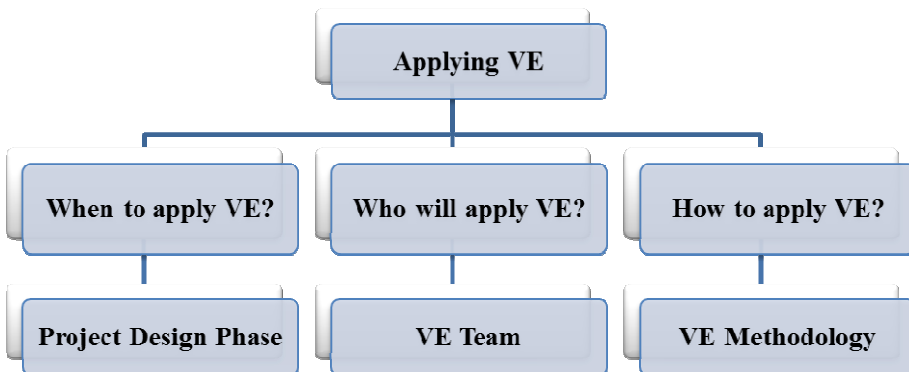 Applying VE
When to apply VE?
Who will apply VE?
How to apply VE?
Project Design Phase
VE Team
VE Methodology